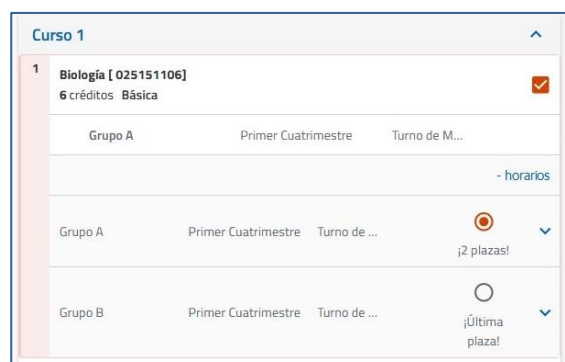 Curso 1
1 Biología [ 025151106]
6 créditos Básica
Grupo A Primer Cuatrimestre Turno de M...
- horarios
Grupo A Primer Cuatrimestre Turno de ...
¡2 plazas!
Grupo B Primer Cuatrimestre Turno de ...
¡Última
plaza!